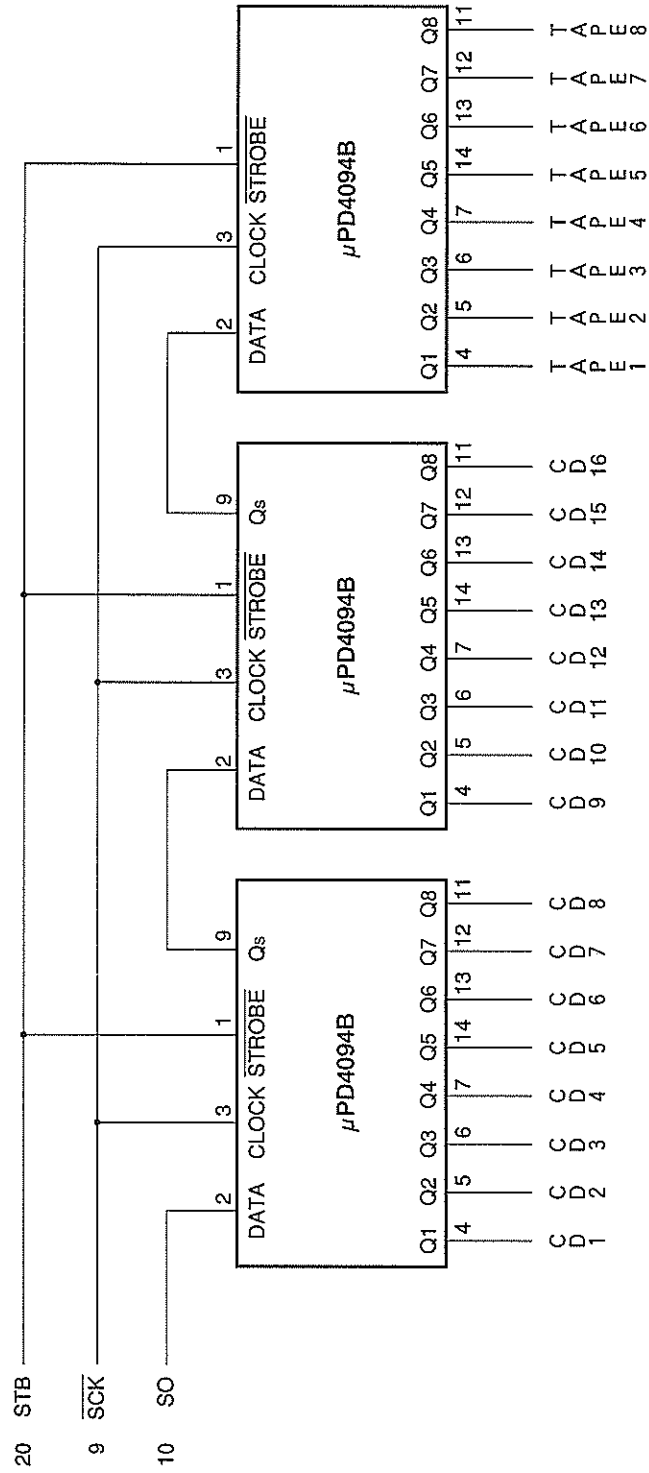 20 STB
9 SCK
10 SO
2 3 1 9
DATA CLOCK STROBE Qs
μPD4094B
Q1 Q2 Q3 Q4 Q5 Q6 Q7 Q8
4 5 6 7 14 13 12 11
CD1 CD2 CD3 CD4 CD5 CD6 CD7 CD8
2 3 1 9
DATA CLOCK STROBE Qs
μPD4094B
Q1 Q2 Q3 Q4 Q5 Q6 Q7 Q8
4 5 6 7 14 13 12 11
CD9 CD10 CD11 CD12 CD13 CD14 CD15 CD16
2 3 1
DATA CLOCK STROBE
μPD4094B
Q1 Q2 Q3 Q4 Q5 Q6 Q7 Q8
4 5 6 7 14 13 12 11
TAPE1 TAPE2 TAPE3 TAPE4 TAPE5 TAPE6 TAPE7 TAPE8